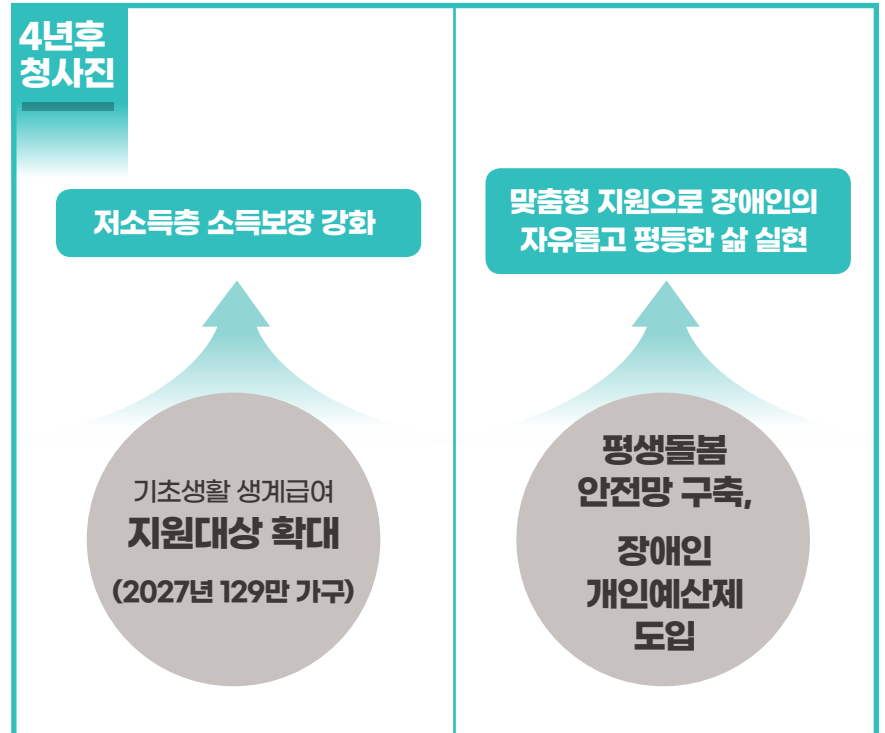 4년후
청사진
저소득층 소득보장 강화
기초생활 생계급여
지원대상 확대
(2027년 129만 가구)
맞춤형 지원으로 장애인의
자유롭고 평등한 삶 실현
평생돌봄
안전망 구축,
장애인
개인예산제
도입